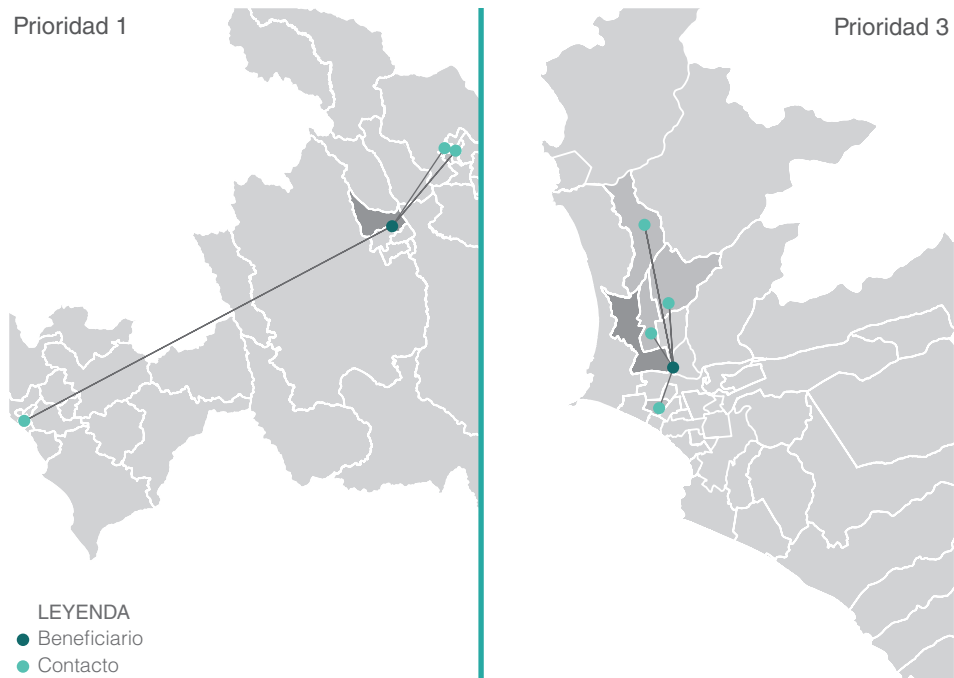 Prioridad 1
Prioridad 3
LEYENDA
Beneficiario
Contacto